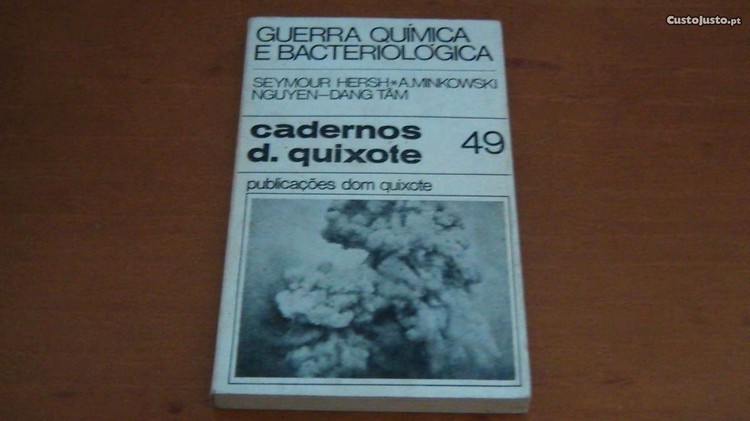 CustoJusto.pt
GUERRA QUÍMICA
E BACTERIOLÓGICA
SEYMOUR HERSH*A.MINKOWSKI
NGUYEN-DANG TÂM
cadernos
d. quixote 49
publicações dom quixote